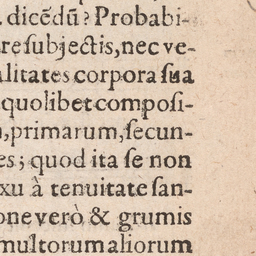 . dicēdū? Probabi-
re subjectis, nec ve-
alitates corpora sua
quolibet composi-
, primarum, secun-
es; quod ita se non
xu à tenuitate san-
one verò & grumis
multorum aliorum